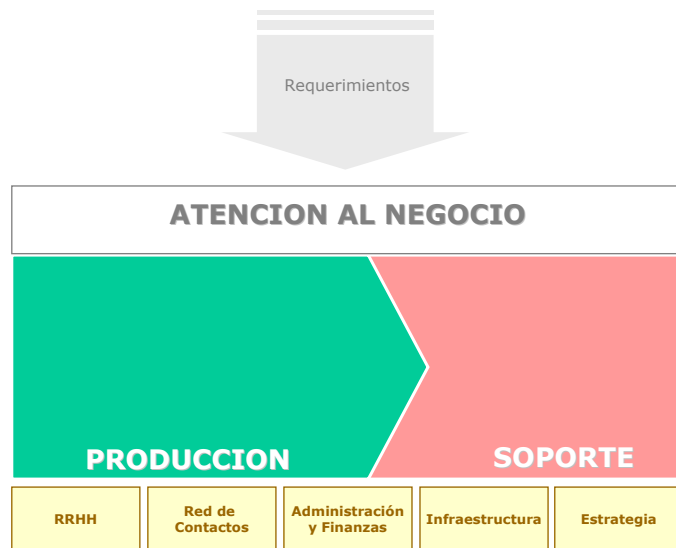 Requerimientos
ATENCION AL NEGOCIO
PRODUCCION
SOPORTE
RRHH
Red de
Contactos
Administración
y Finanzas
Infraestructura
Estrategia